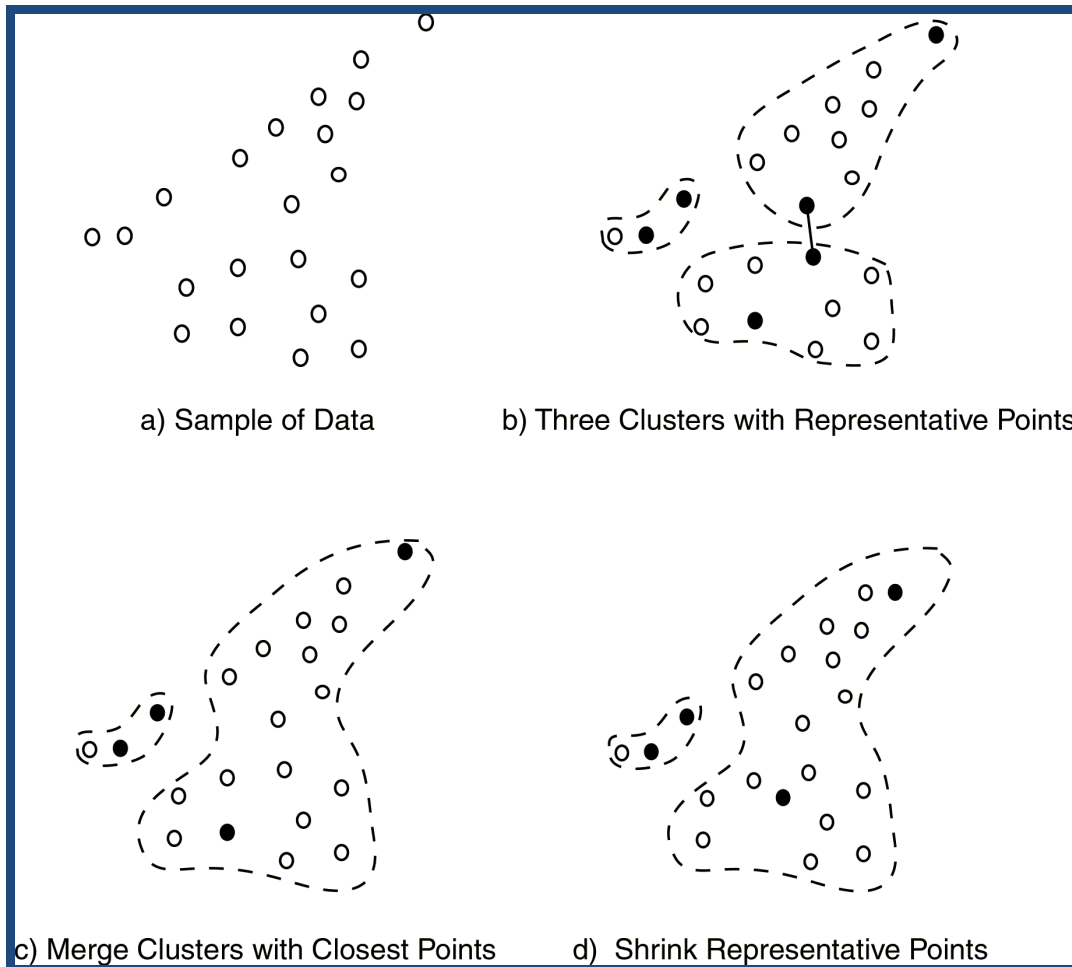 a) Sample of Data
b) Three Clusters with Representative Points
c) Merge Clusters with Closest Points
d) Shrink Representative Points